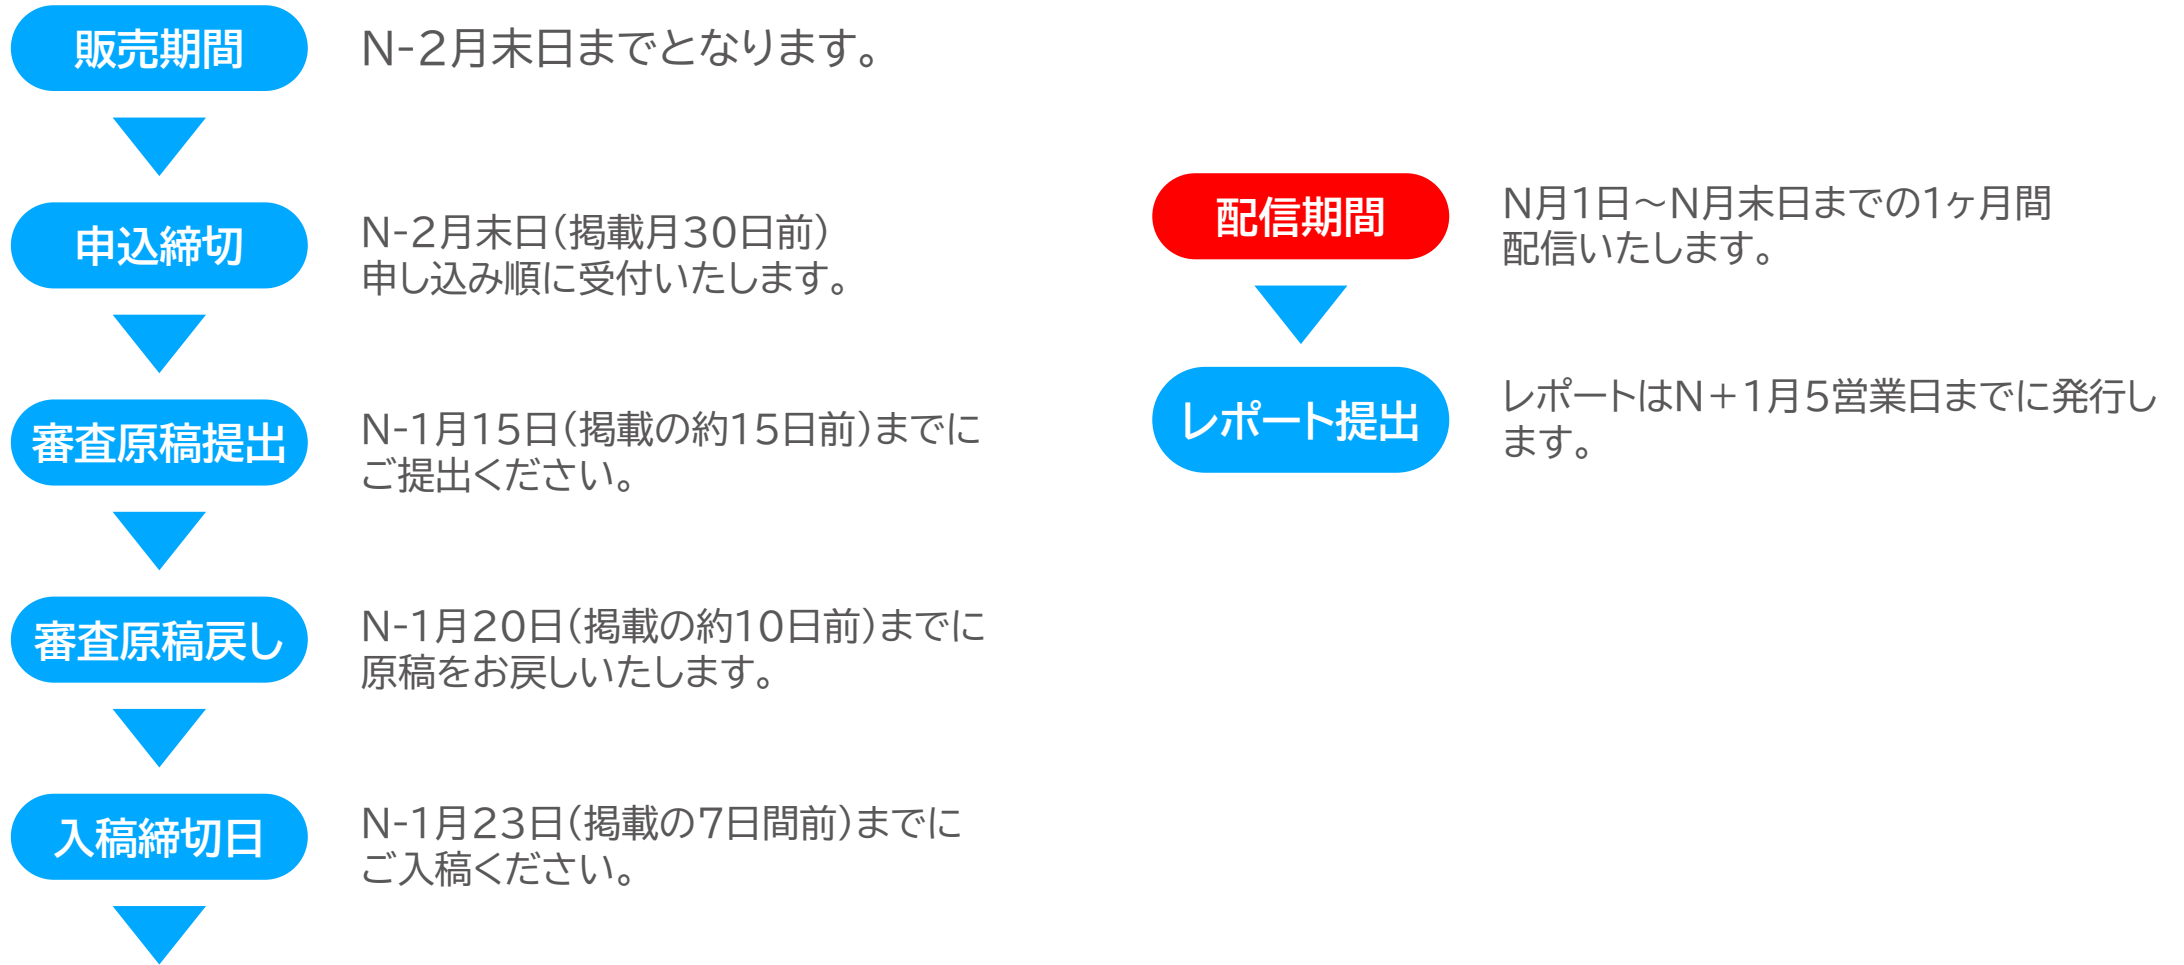 販売期間
N-2月末日までとなります。
申込締切
N-2月末日(掲載月30日前)
申し込み順に受付いたします。
審査原稿提出
N-1月15日(掲載の約15日前)までに
ご提出ください。
審査原稿戻し
N-1月20日(掲載の約10日前)までに
原稿をお戻しいたします。
入稿締切日
N-1月23日(掲載の7日間前)までに
ご入稿ください。
配信期間
N月1日～N月末日までの1ヶ月間
配信いたします。
レポート提出
レポートはN＋1月5営業日までに発行し
ます。